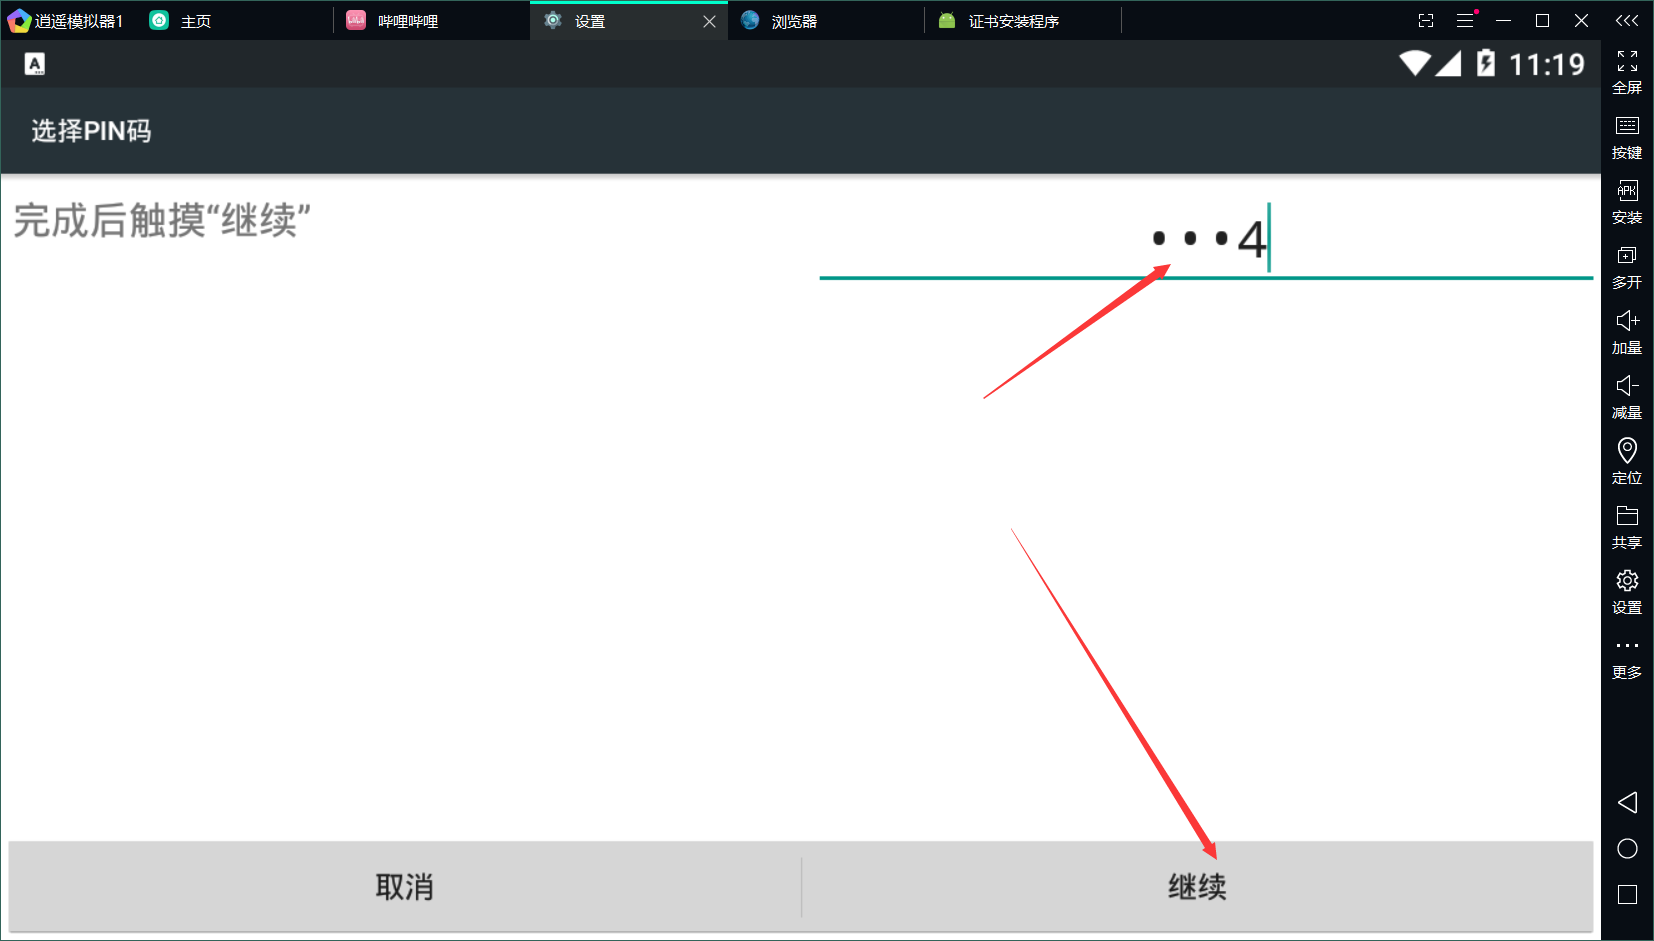 逍遥模拟器1 主页 哔哩哔哩 设置 浏览器 证书安装程序
A 11:19
选择PIN码
完成后触摸“继续”
•••4
取消 继续
全屏
按键
APK
安装
多开
加量
减量
定位
共享
设置
更多